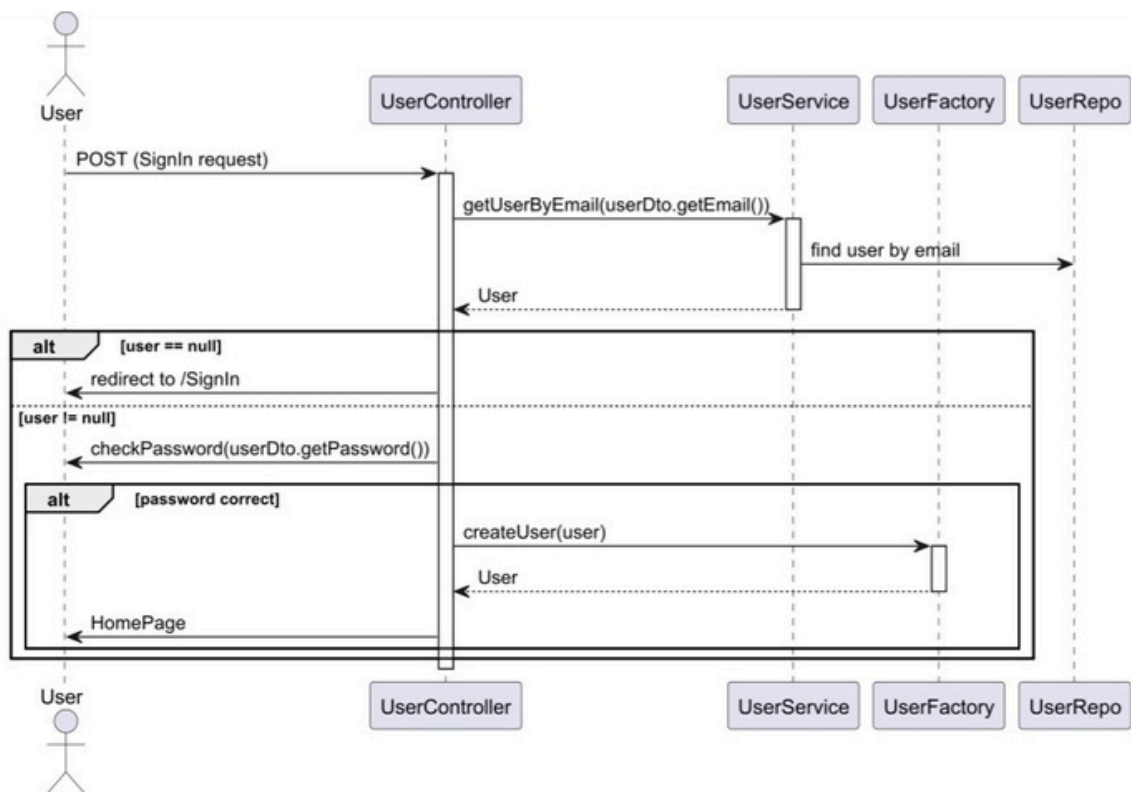 User
UserController
UserService
UserFactory
UserRepo
POST (SignIn request)
getUserByEmail(userDto.getEmail())
find user by email
User
alt [user == null]
redirect to /SignIn
[user != null]
checkPassword(userDto.getPassword())
alt [password correct]
createUser(user)
User
HomePage
User
UserController
UserService
UserFactory
UserRepo